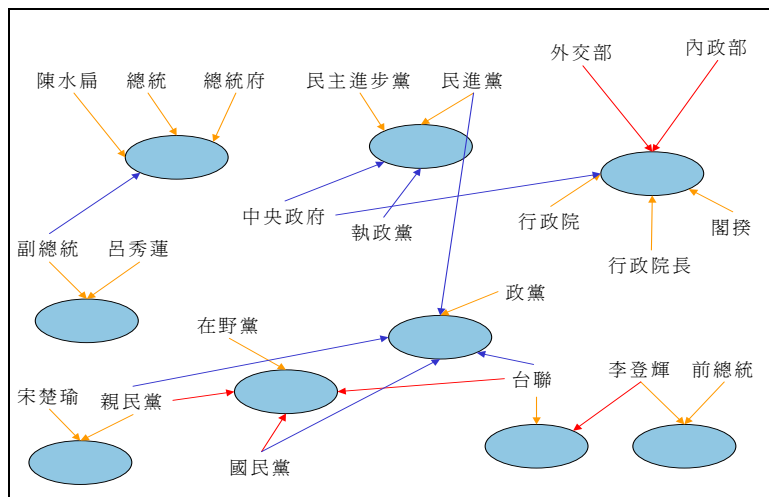 外交部
內政部
陳水扁
總統
總統府
民主進步黨
民進黨
中央政府
執政黨
行政院
閣揆
行政院長
副總統
呂秀蓮
政黨
在野黨
宋楚瑜
親民黨
台聯
李登輝
前總統
國民黨